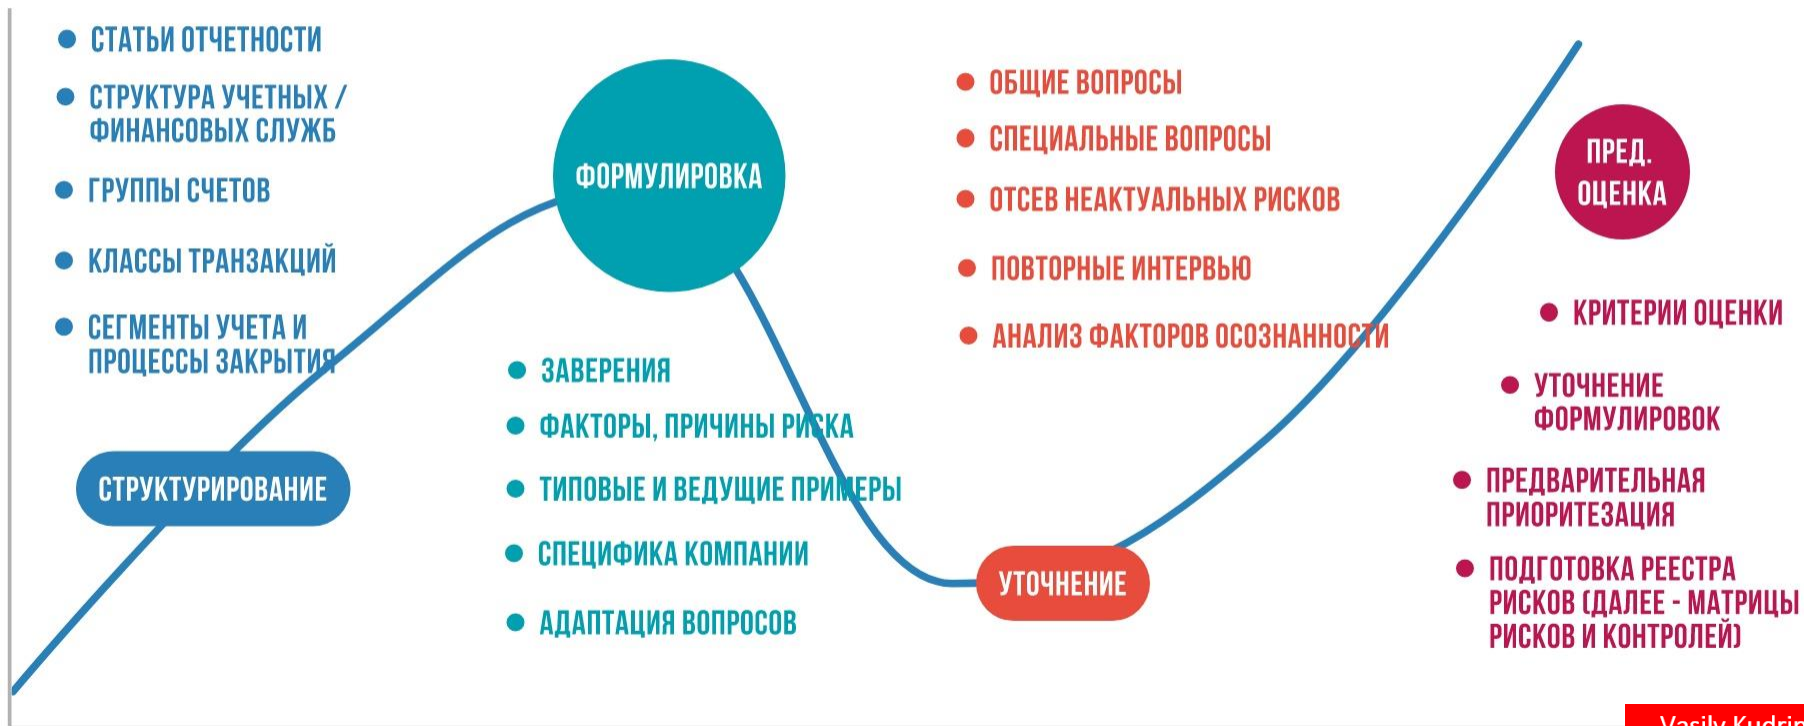 СТАТЬИ ОТЧЕТНОСТИ
СТРУКТУРА УЧЕТНЫХ /
ФИНАНСОВЫХ СЛУЖБ
ГРУППЫ СЧЕТОВ
КЛАССЫ ТРАНЗАКЦИЙ
СЕГМЕНТЫ УЧЕТА И
ПРОЦЕССЫ ЗАКРЫТИЯ
СТРУКТУРИРОВАНИЕ
ФОРМУЛИРОВКА
ЗАВЕРЕНИЯ
ФАКТОРЫ, ПРИЧИНЫ РИСКА
ТИПОВЫЕ И ВЕДУЩИЕ ПРИМЕРЫ
СПЕЦИФИКА КОМПАНИИ
АДАПТАЦИЯ ВОПРОСОВ
ОБЩИЕ ВОПРОСЫ
СПЕЦИАЛЬНЫЕ ВОПРОСЫ
ОТСЕВ НЕАКТУАЛЬНЫХ РИСКОВ
ПОВТОРНЫЕ ИНТЕРВЬЮ
АНАЛИЗ ФАКТОРОВ ОСОЗНАННОСТИ
УТОЧНЕНИЕ
ПРЕД.
ОЦЕНКА
КРИТЕРИИ ОЦЕНКИ
УТОЧНЕНИЕ
ФОРМУЛИРОВОК
ПРЕДВАРИТЕЛЬНАЯ
ПРИОРИТЕЗАЦИЯ
ПОДГОТОВКА РЕЕСТРА
РИСКОВ (ДАЛЕЕ - МАТРИЦЫ
РИСКОВ И КОНТРОЛЕЙ)
Vasily Kudrin